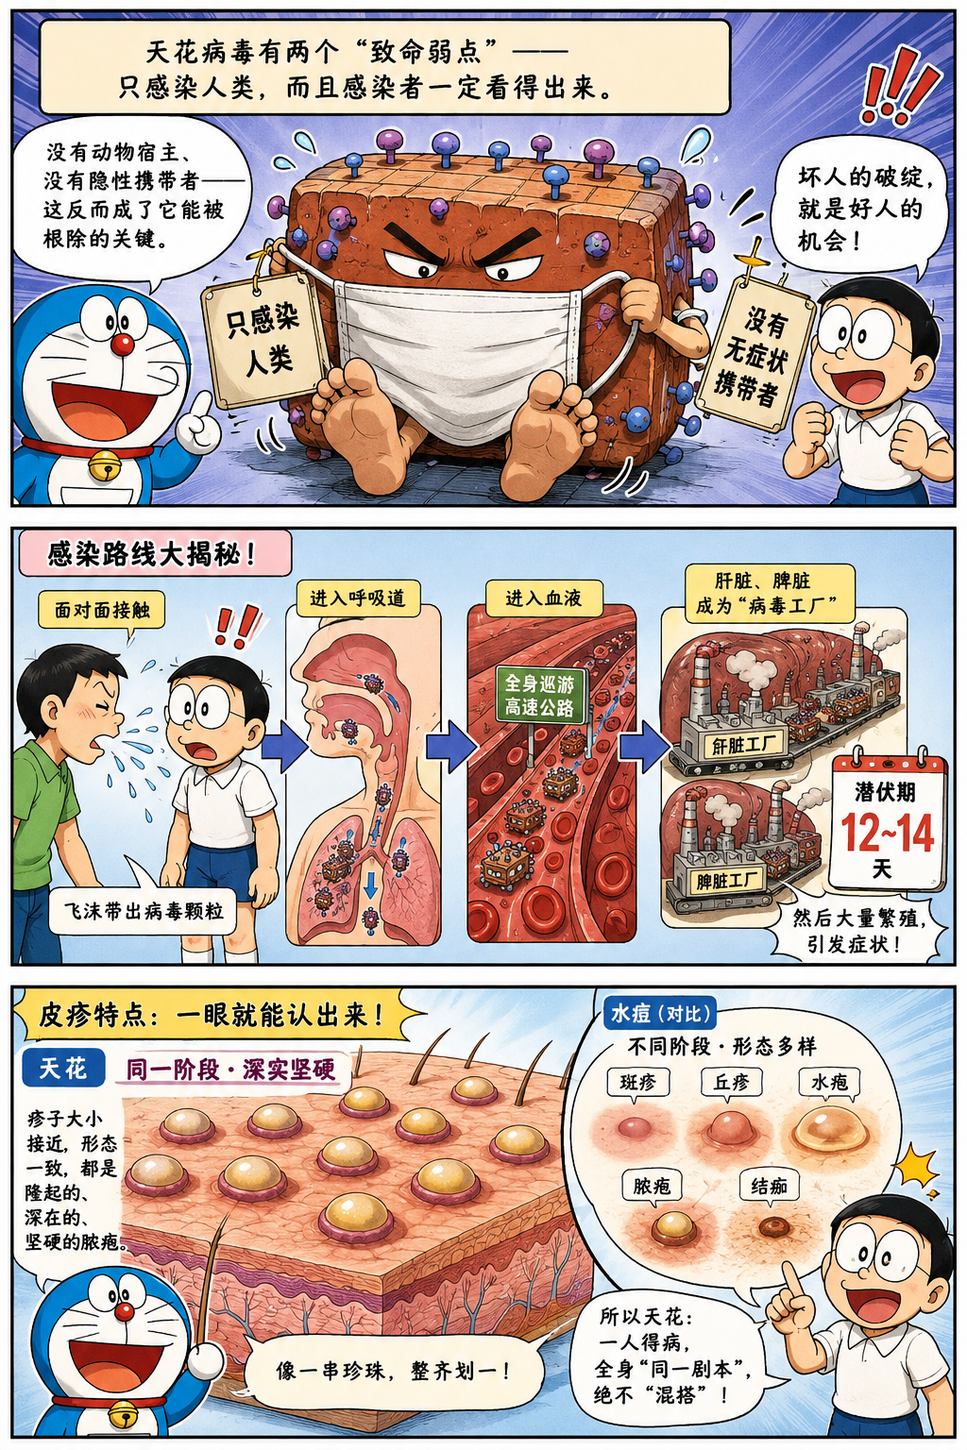 天花病毒有两个“致命弱点”——
只感染人类，而且感染者一定看得出来。
没有动物宿主、
没有隐性携带者——
这反而成了它能被
根除的关键。
坏人的破绽，
就是好人的
机会！
只感染
人类
没有
无症状
携带者
感染路线大揭秘！
面对面接触
飞沫带出病毒颗粒
进入呼吸道
进入血液
全身巡游
高速公路
肝脏、脾脏
成为“病毒工厂”
肝脏工厂
脾脏工厂
潜伏期
12~14
天
然后大量繁殖，
引发症状！
皮疹特点：一眼就能认出来！
天花
同一阶段·深实坚硬
疹子大小
接近，形态
一致，都是
隆起的、
深在的、
坚硬的脓疱。
像一串珍珠，整齐划一！
水痘（对比）
不同阶段·形态多样
斑疹
丘疹
水疱
脓疱
结痂
所以天花：
一人得病，
全身“同一剧本”，
绝不“混搭”！